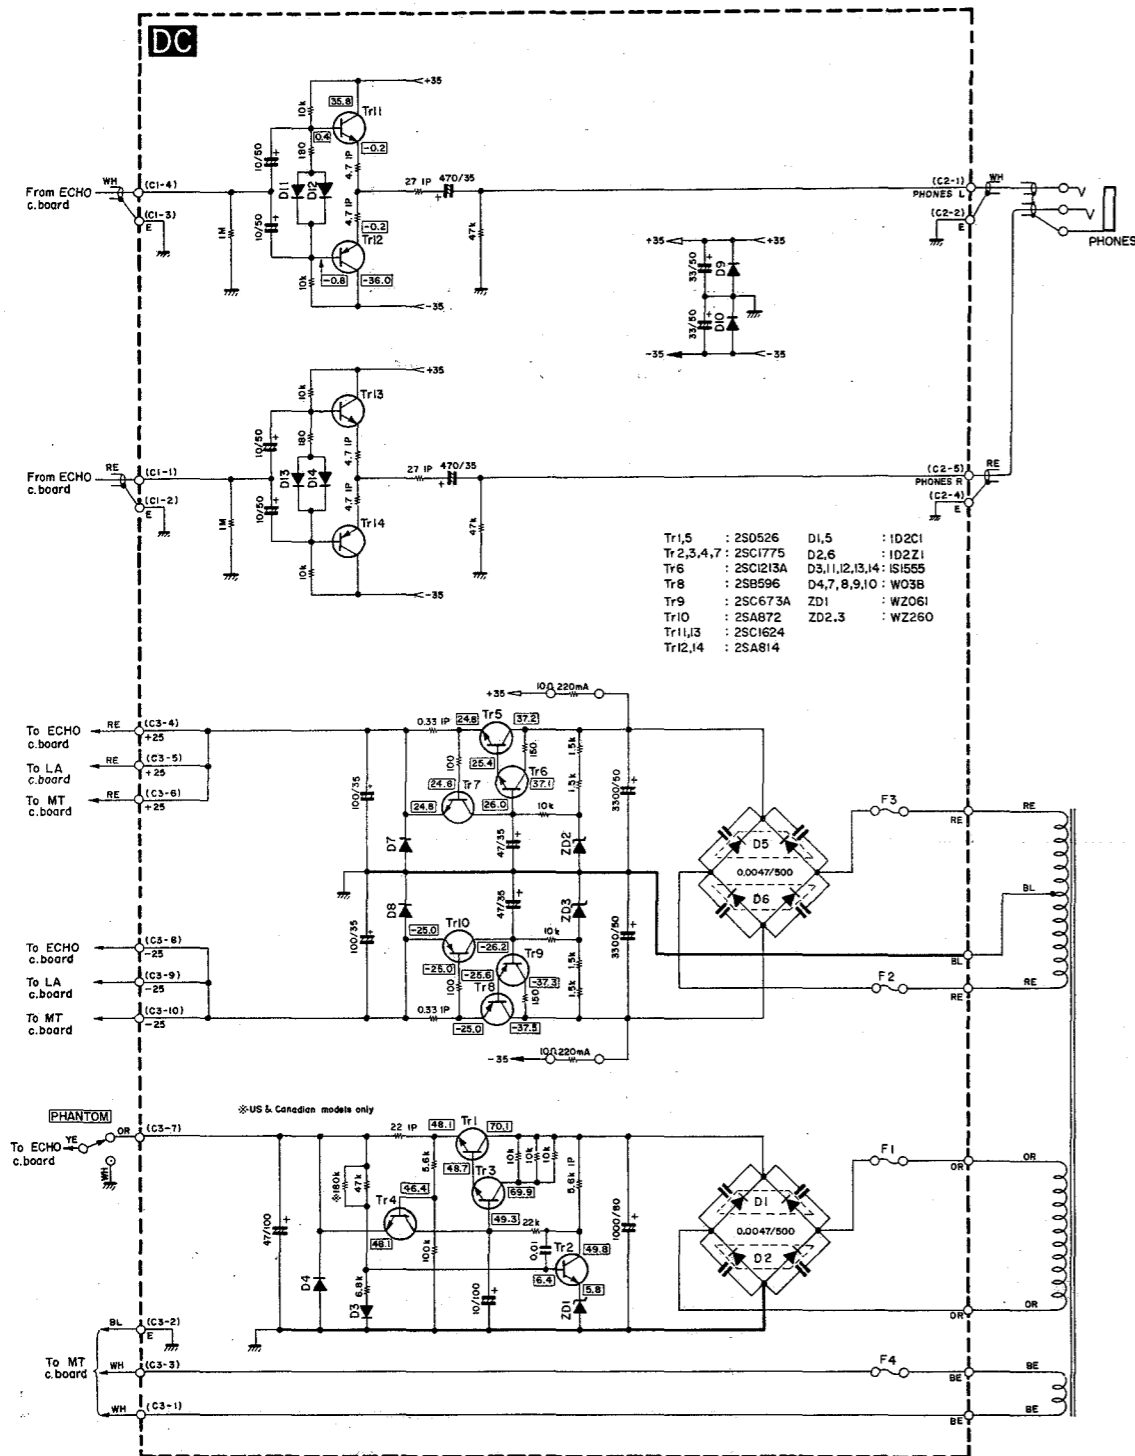 DC
+35
10k
35.8
Tr11
0.4
-0.2
180
10/50
4.7 1P
D11
D12
27 1P
470/35
From ECHO
c.board
WH
(C1-4)
(C1-3)
E
1M
10/50
4.7 1P
-0.2
Tr12
-0.8
-36.0
10k
-35
47k
(C2-1)
PHONES L
WH
(C2-2)
E
PHONES
+35
+35
33/50
D9
33/50
D10
-35
-35
+35
10k
Tr13
180
10/50
4.7 1P
D13
D14
27 1P
470/35
From ECHO
c.board
RE
(C1-1)
(C1-2)
E
1M
10/50
4.7 1P
Tr14
10k
-35
47k
(C2-5)
PHONES R
RE
(C2-4)
E
Tr1,5 : 2SD526 D1,5 : 1D2C1
Tr2,3,4,7 : 2SC1775 D2,6 : 1D2Z1
Tr6 : 2SC1213A D3,11,12,13,14 : 1S1555
Tr8 : 2SB596 D4,7,8,9,10 : W03B
Tr9 : 2SC673A ZD1 : WZ061
Tr10 : 2SA872 ZD2.3 : WZ260
Tr11,13 : 2SC1624
Tr12,14 : 2SA814
+35
10Ω 220mA
To ECHO
c.board
RE
(C3-4)
+25
To LA
c.board
RE
(C3-5)
+25
To MT
c.board
RE
(C3-6)
+25
0.33 1P
24.8
Tr5
37.2
100
25.4
150
Tr6
37.1
1.5k
1.5k
24.8
Tr7
24.8
26.0
10k
100/35
3300/50
D7
47/35
ZD2
D5
0.0047/500
D6
F3
RE
RE
BL
D8
47/35
ZD3
100/35
Tr10
-25.0
-26.2
10k
3300/50
Tr9
-25.0
-25.6
-37.3
1.5k
1.5k
100
Tr8
150
0.33 1P
-25.0
-37.5
To ECHO
c.board
(C3-8)
-25
To LA
c.board
(C3-9)
-25
To MT
c.board
(C3-10)
-25
BL
F2
RE
RE
-35
10Ω 220mA
PHANTOM
※US & Canadian models only
To ECHO
c.board
YE
OR
(C3-7)
WH
22 1P
48.1
Tr1
70.1
5.6k
48.7
Tr3
10k
10k
10k
69.9
5.6k 1P
※180k
47k
Tr4
46.4
48.1
49.3
22k
100k
0.01
Tr2
49.8
6.4
5.8
47/100
1000/80
D4
6.8k
D3
10/100
ZD1
D1
0.0047/500
D2
F1
OR
OR
OR
OR
BL
(C3-2)
E
To MT
c.board
WH
(C3-3)
F4
BE
BE
WH
(C3-1)
BE
BE